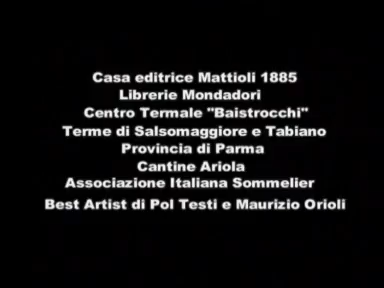 Casa editrice Mattioli 1885
Librerie Mondadori
Centro Termale "Baistrocchi"
Terme di Salsomaggiore e Tabiano
Provincia di Parma
Cantine Ariola
Associazione Italiana Sommelier
Best Artist di Pol Testi e Maurizio Orioli